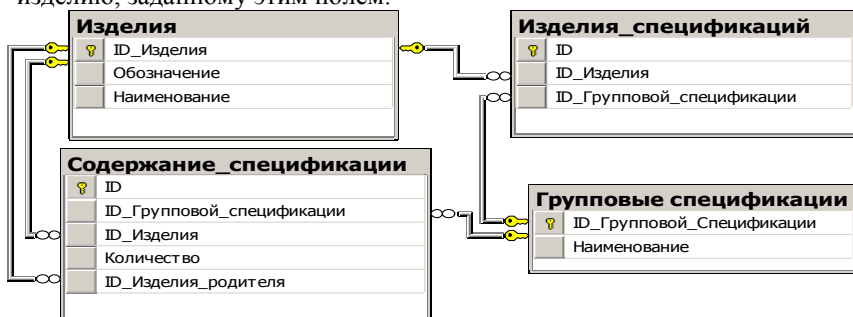 изделию, заданному этим полем.
Изделия
ID_Изделия
Обозначение
Наименование
Изделия_спецификаций
ID
ID_Изделия
ID_Групповой_спецификации
Содержание_спецификации
ID
ID_Групповой_спецификации
ID_Изделия
Количество
ID_Изделия_родителя
Групповые спецификации
ID_Групповой_Спецификации
Наименование